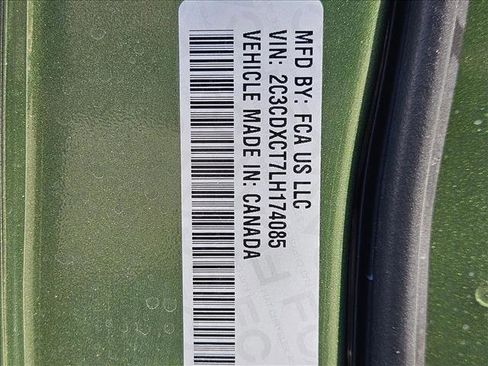 MFD BY: FCA US LLC
VIN: 2C3CDXCT7LH174085
VEHICLE MADE IN: CANADA